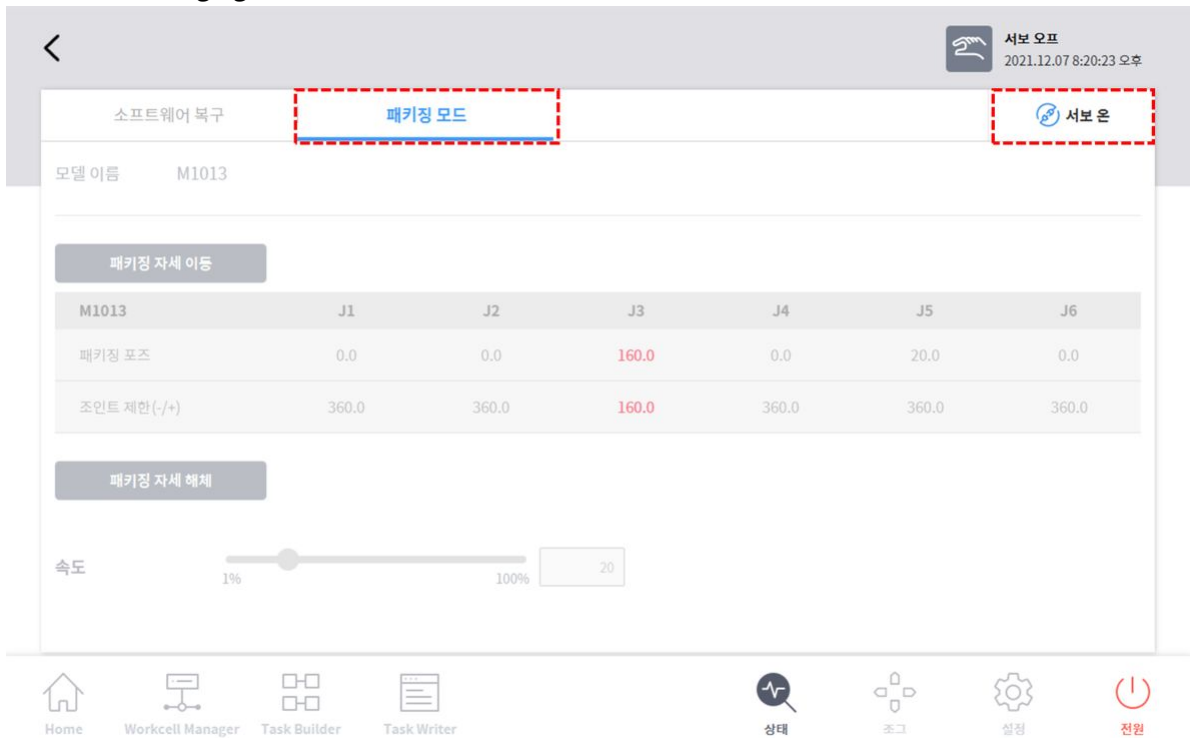 서보 오프
2021.12.07 8:20:23 오후
소프트웨어 복구 패키징 모드 서보 온
모델 이름 M1013
패키징 자세 이동
M1013 J1 J2 J3 J4 J5 J6
패키징 포즈 0.0 0.0 160.0 0.0 20.0 0.0
조인트 제한(-/+) 360.0 360.0 160.0 360.0 360.0 360.0
패키징 자세 해제
속도 1% 100% 20
Home Workcell Manager Task Builder Task Writer 상태 조그 설정 전원